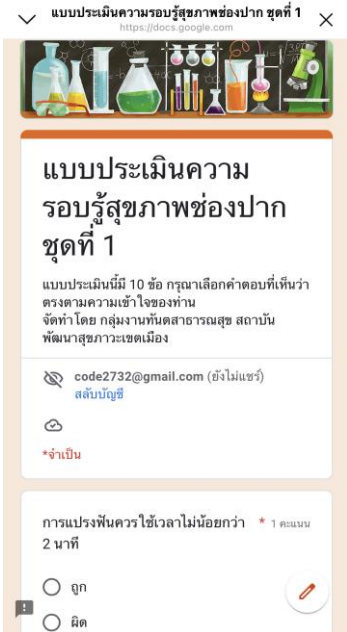 แบบประเมินความรอบรู้สุขภาพช่องปาก ชุดที่ 1
https://docs.google.com
แบบประเมินความ
รอบรู้สุขภาพช่องปาก
ชุดที่ 1
แบบประเมินนี้มี 10 ข้อ กรุณาเลือกคำตอบที่เห็นว่า
ตรงตามความเข้าใจของท่าน
จัดทำโดย กลุ่มงานทันตสาธารณสุข สถาบัน
พัฒนาสุขภาวะเขตเมือง
code2732@gmail.com (ยังไม่แชร์)
สลับบัญชี
*จำเป็น
การแปรงฟันควรใช้เวลาไม่น้อยกว่า * 1 คะแนน
2 นาที
ถูก
ผิด